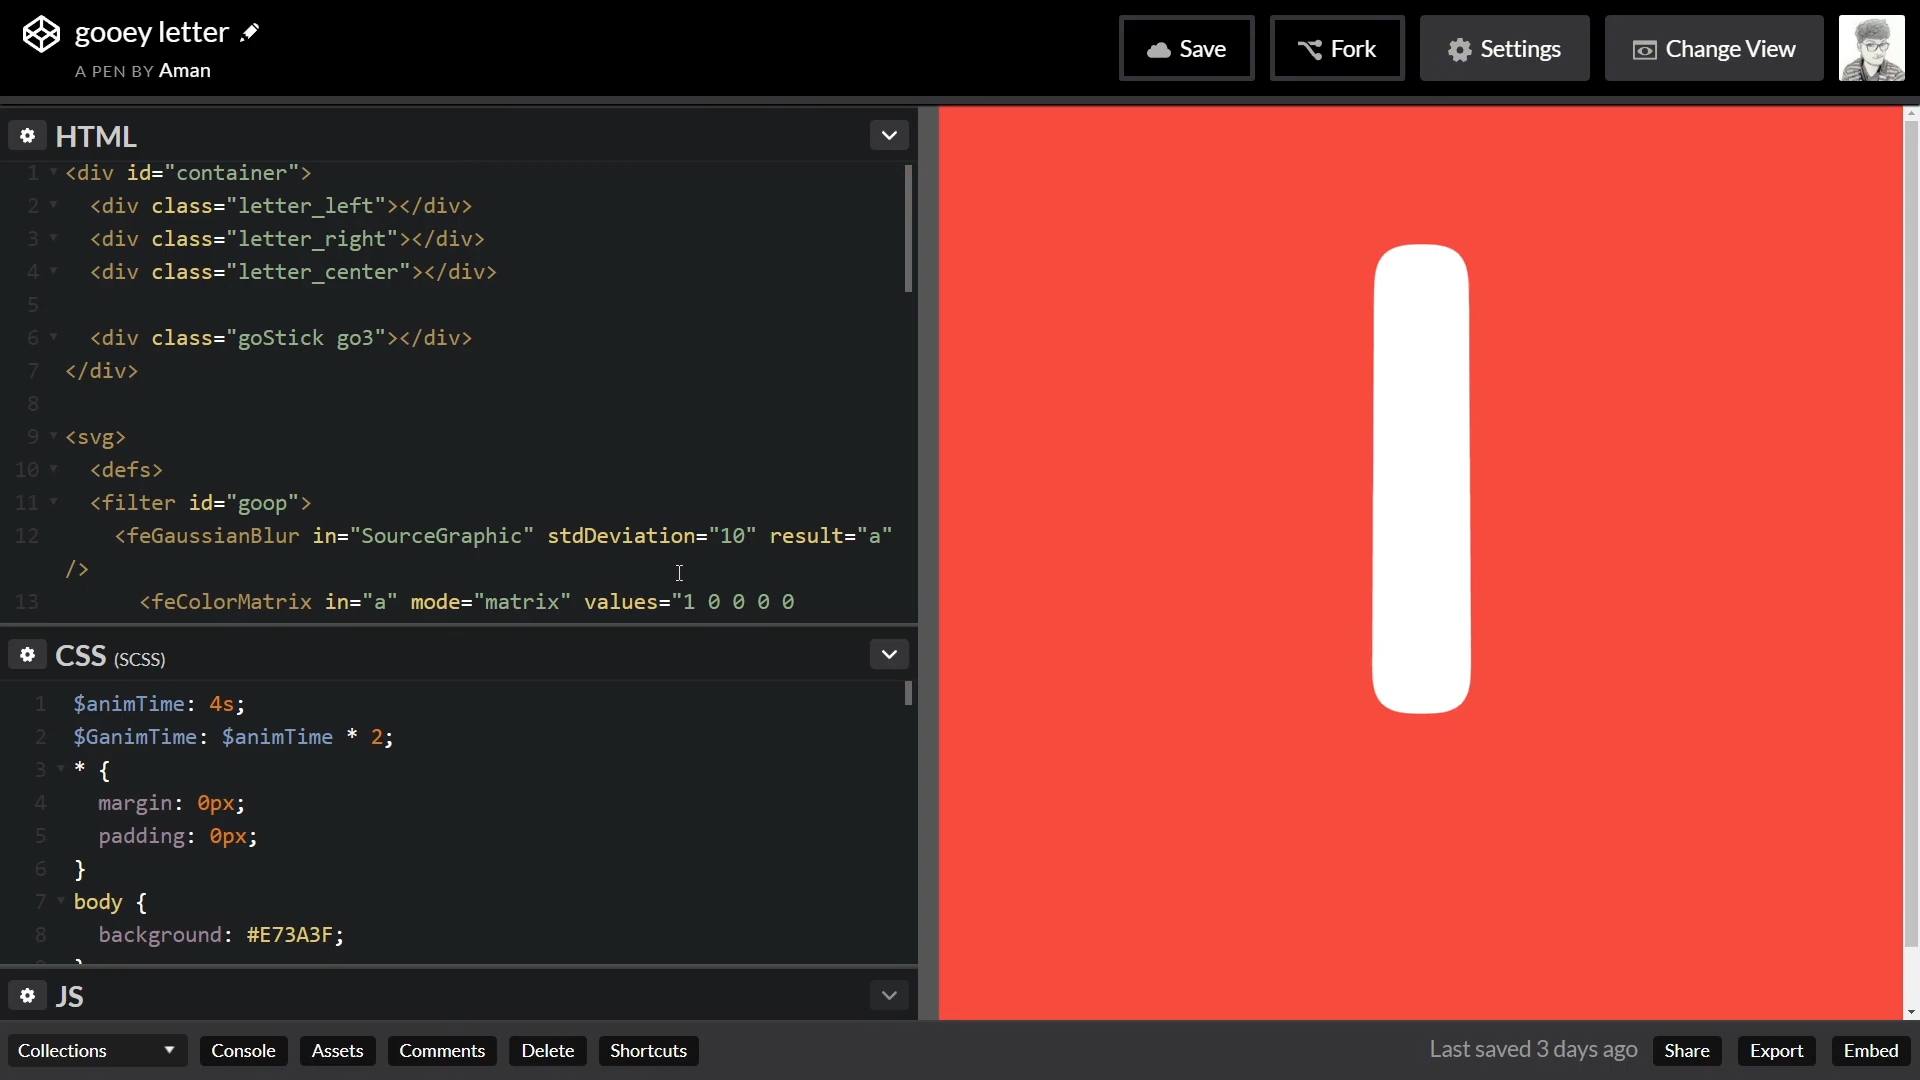 gooey letter
A PEN BY Aman
Save
Fork
Settings
Change View
HTML
1 <div id="container">
2 <div class="letter_left"></div>
3 <div class="letter_right"></div>
4 <div class="letter_center"></div>
5
6 <div class="goStick go3"></div>
7 </div>
8
9 <svg>
10 <defs>
11 <filter id="goop">
12 <feGaussianBlur in="SourceGraphic" stdDeviation="10" result="a"
/>
13 <feColorMatrix in="a" mode="matrix" values="1 0 0 0 0
CSS (SCSS)
1 $animTime: 4s;
2 $GanimTime: $animTime * 2;
3 * {
4 margin: 0px;
5 padding: 0px;
6 }
7 body {
8 background: #E73A3F;
JS
Collections
Console
Assets
Comments
Delete
Shortcuts
Last saved 3 days ago
Share
Export
Embed